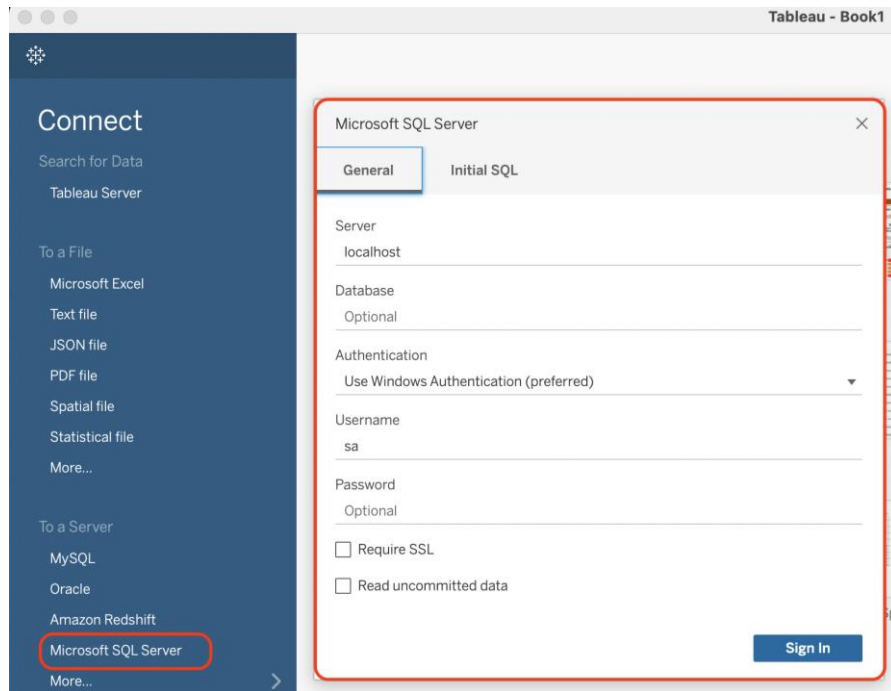 Tableau - Book1
Connect
Search for Data
Tableau Server
To a File
Microsoft Excel
Text file
JSON file
PDF file
Spatial file
Statistical file
More...
To a Server
MySQL
Oracle
Amazon Redshift
Microsoft SQL Server
More...
Microsoft SQL Server
General Initial SQL
Server
localhost
Database
Optional
Authentication
Use Windows Authentication (preferred)
Username
sa
Password
Optional
Require SSL
Read uncommitted data
Sign In